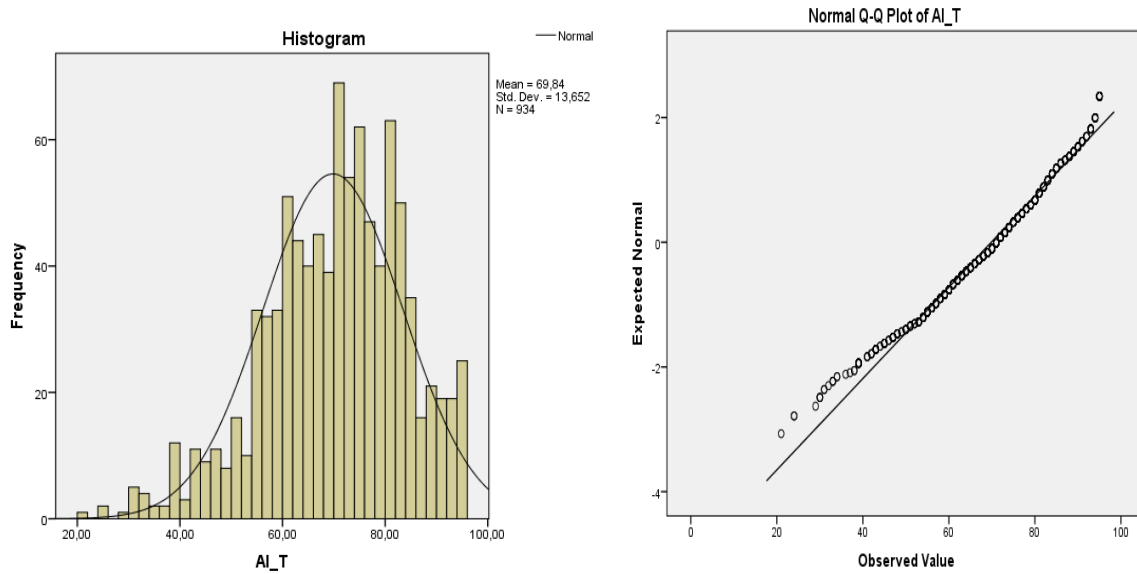 Histogram
Normal
Mean = 69,84
Std. Dev. = 13,652
N = 934
60
40
20
0
Frequency
20,00 40,00 60,00 80,00 100,00
AI_T
Normal Q-Q Plot of AI_T
2
0
-2
-4
Expected Normal
0 20 40 60 80 100
Observed Value